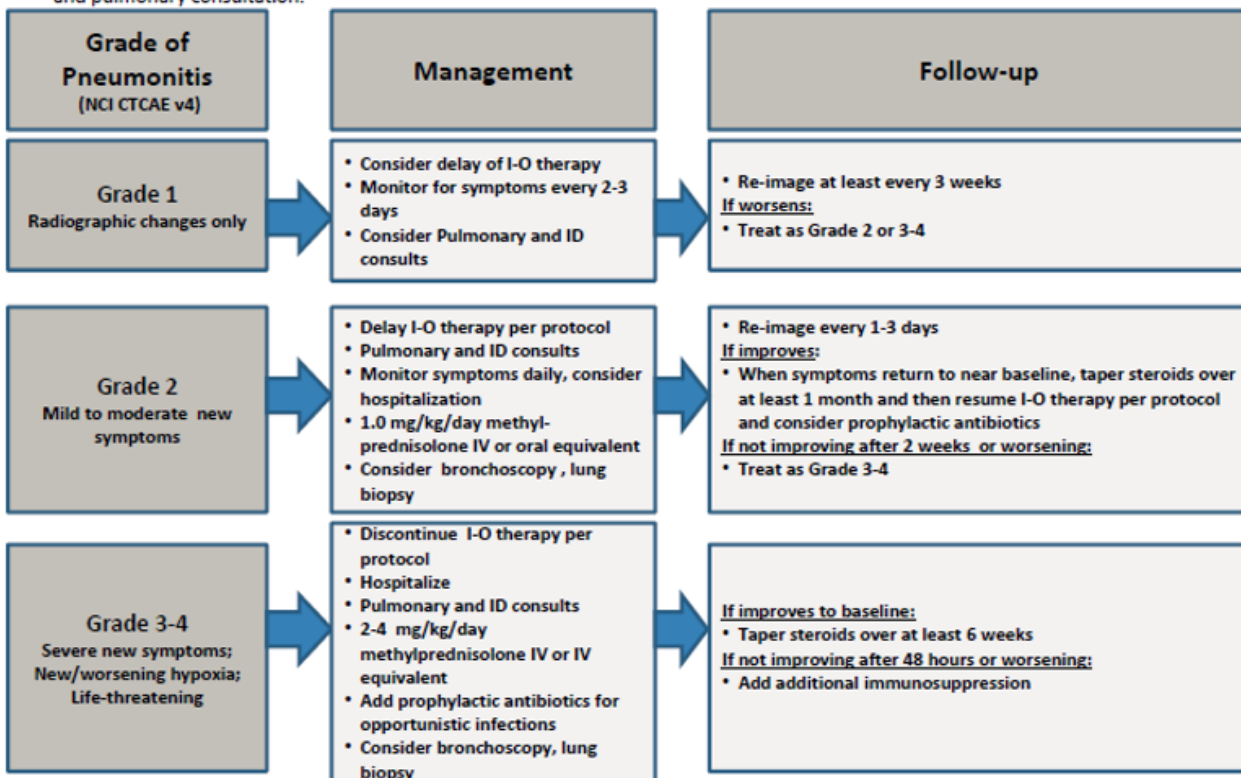 and pulmonary consultation.
Grade of
Pneumonitis
(NCI CTCAE v4)
Management
Follow-up
Grade 1
Radiographic changes only
• Consider delay of I-O therapy
• Monitor for symptoms every 2-3
days
• Consider Pulmonary and ID
consults
• Re-image at least every 3 weeks
If worsens:
• Treat as Grade 2 or 3-4
Grade 2
Mild to moderate new
symptoms
• Delay I-O therapy per protocol
• Pulmonary and ID consults
• Monitor symptoms daily, consider
hospitalization
• 1.0 mg/kg/day methyl-
prednisolone IV or oral equivalent
• Consider bronchoscopy , lung
biopsy
• Re-image every 1-3 days
If improves:
• When symptoms return to near baseline, taper steroids over
at least 1 month and then resume I-O therapy per protocol
and consider prophylactic antibiotics
If not improving after 2 weeks or worsening:
• Treat as Grade 3-4
Grade 3-4
Severe new symptoms;
New/worsening hypoxia;
Life-threatening
• Discontinue I-O therapy per
protocol
• Hospitalize
• Pulmonary and ID consults
• 2-4 mg/kg/day
methylprednisolone IV or IV
equivalent
• Add prophylactic antibiotics for
opportunistic infections
• Consider bronchoscopy, lung
biopsy
If improves to baseline:
• Taper steroids over at least 6 weeks
If not improving after 48 hours or worsening:
• Add additional immunosuppression